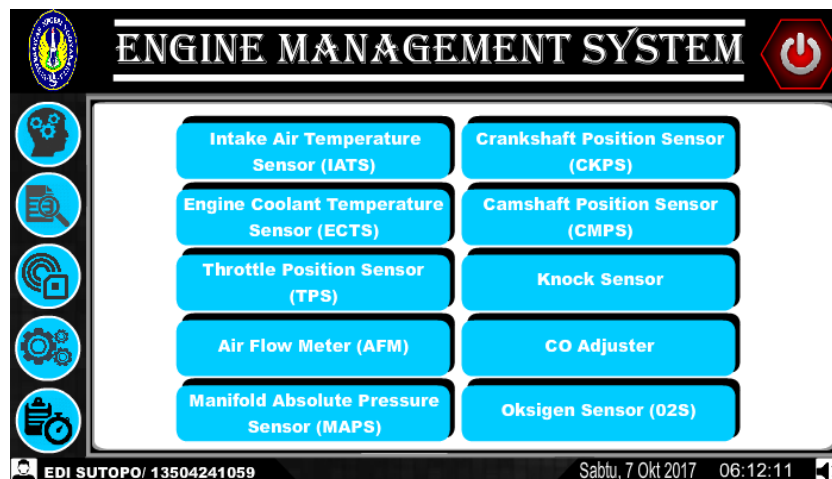 ENGINE MANAGEMENT SYSTEM
Intake Air Temperature
Sensor (IATS)
Crankshaft Position Sensor
(CKPS)
Engine Coolant Temperature
Sensor (ECTS)
Camshaft Position Sensor
(CMPS)
Throttle Position Sensor
(TPS)
Knock Sensor
Air Flow Meter (AFM)
CO Adjuster
Manifold Absolute Pressure
Sensor (MAPS)
Oksigen Sensor (02S)
EDI SUTOPO/ 13504241059
Sabtu, 7 Okt 2017 06:12:11